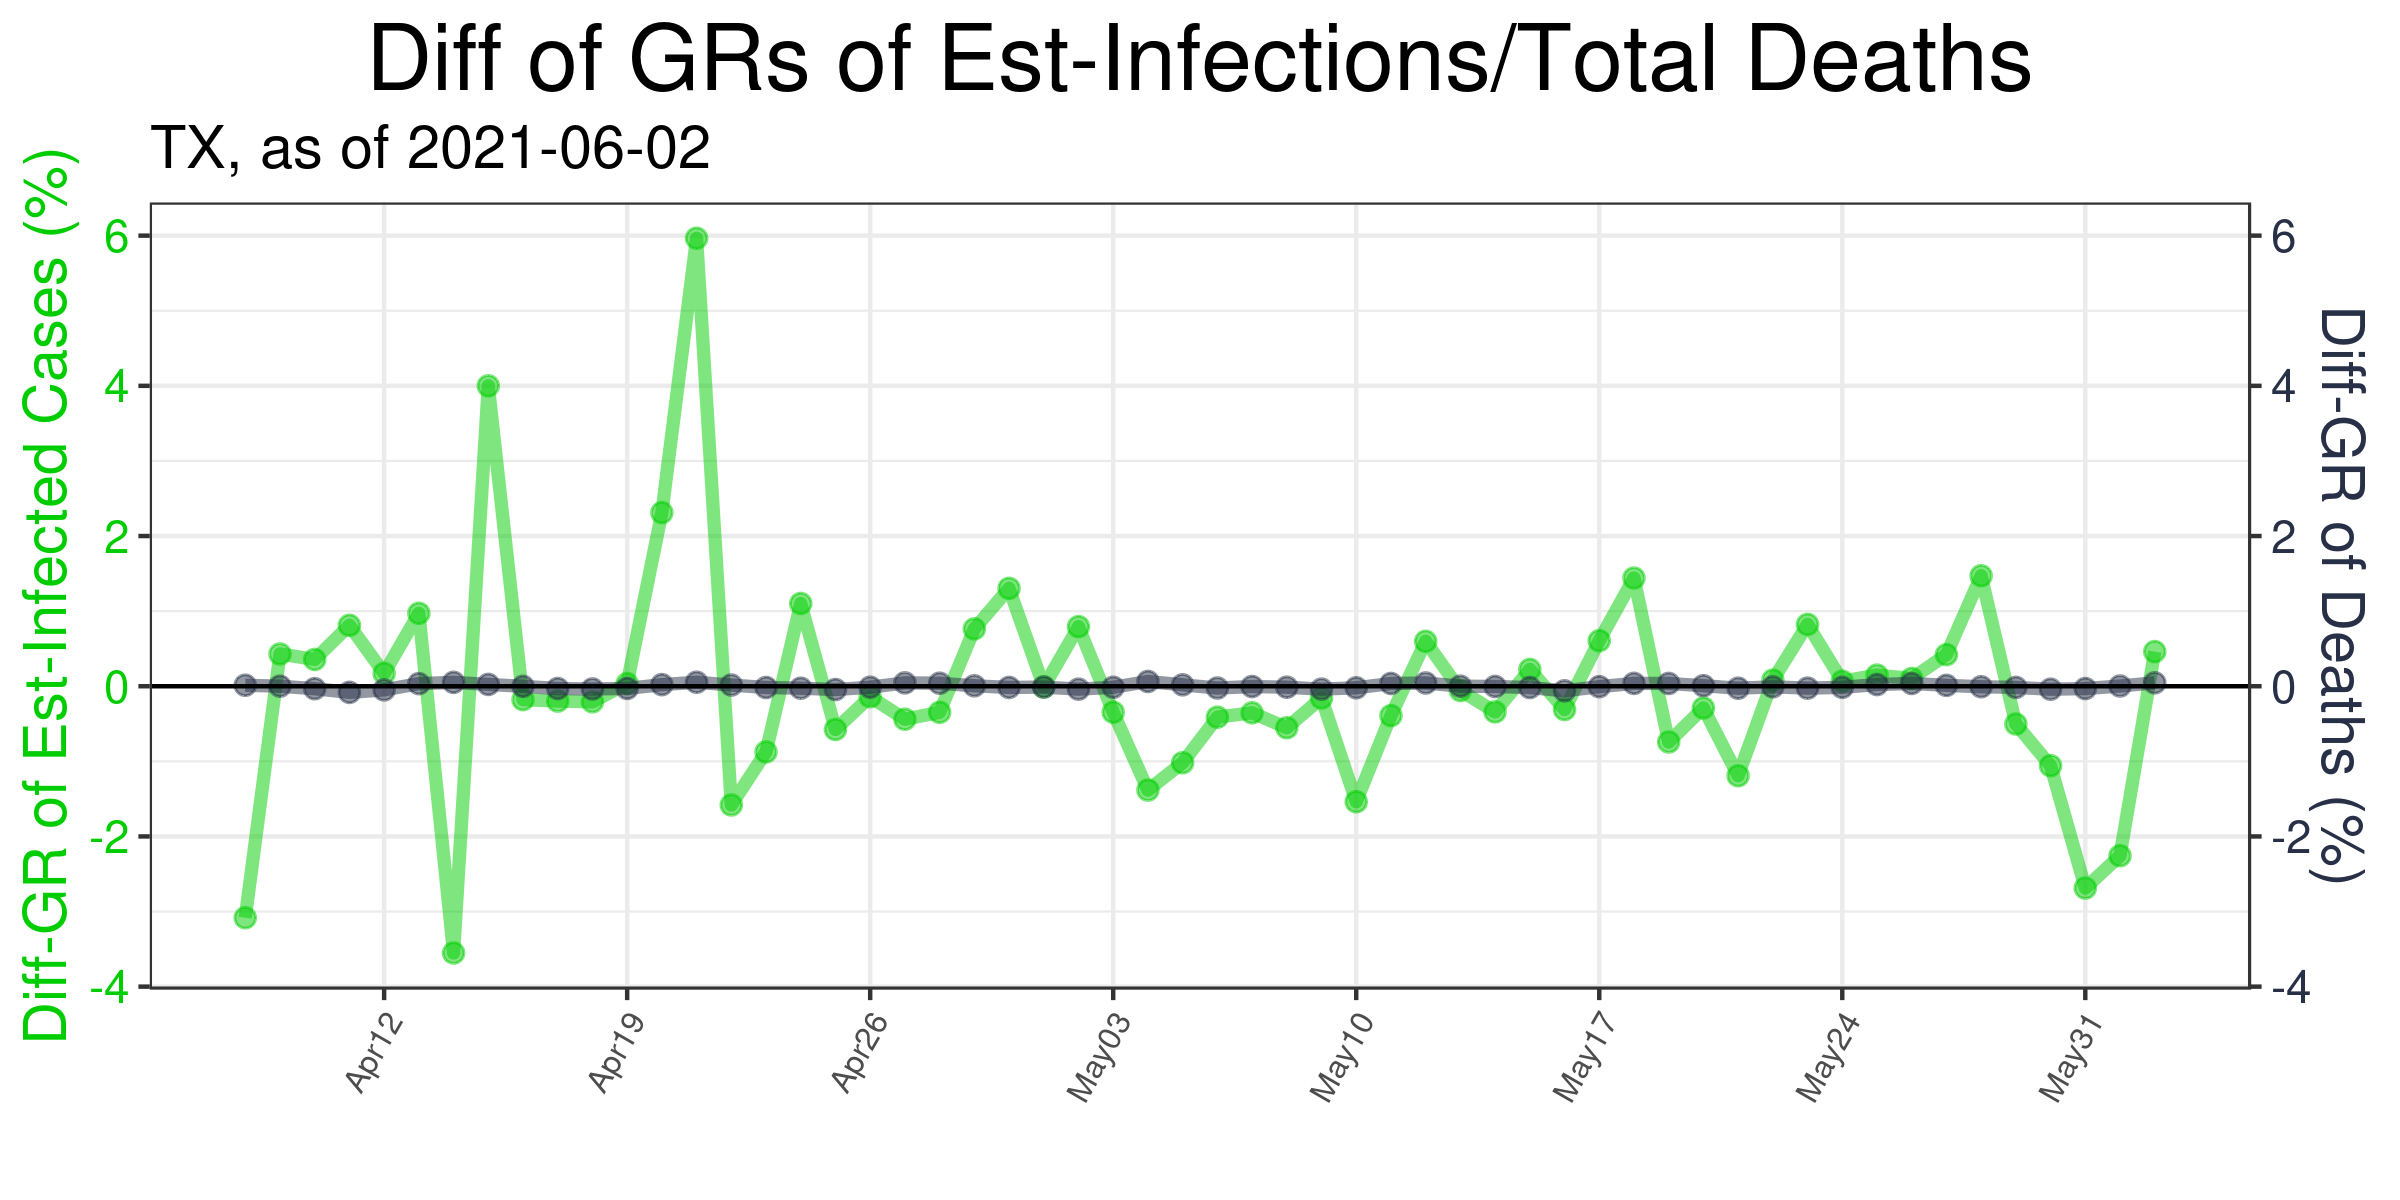 Diff of GRs of Est-Infections/Total Deaths
TX, as of 2021-06-02
Diff-GR of Est-Infected Cases (%)
6
4
2
0
-2
-4
6
4
2
0
-2
-4
Diff-GR of Deaths (%)
Apr12
Apr19
Apr26
May03
May10
May17
May24
May31